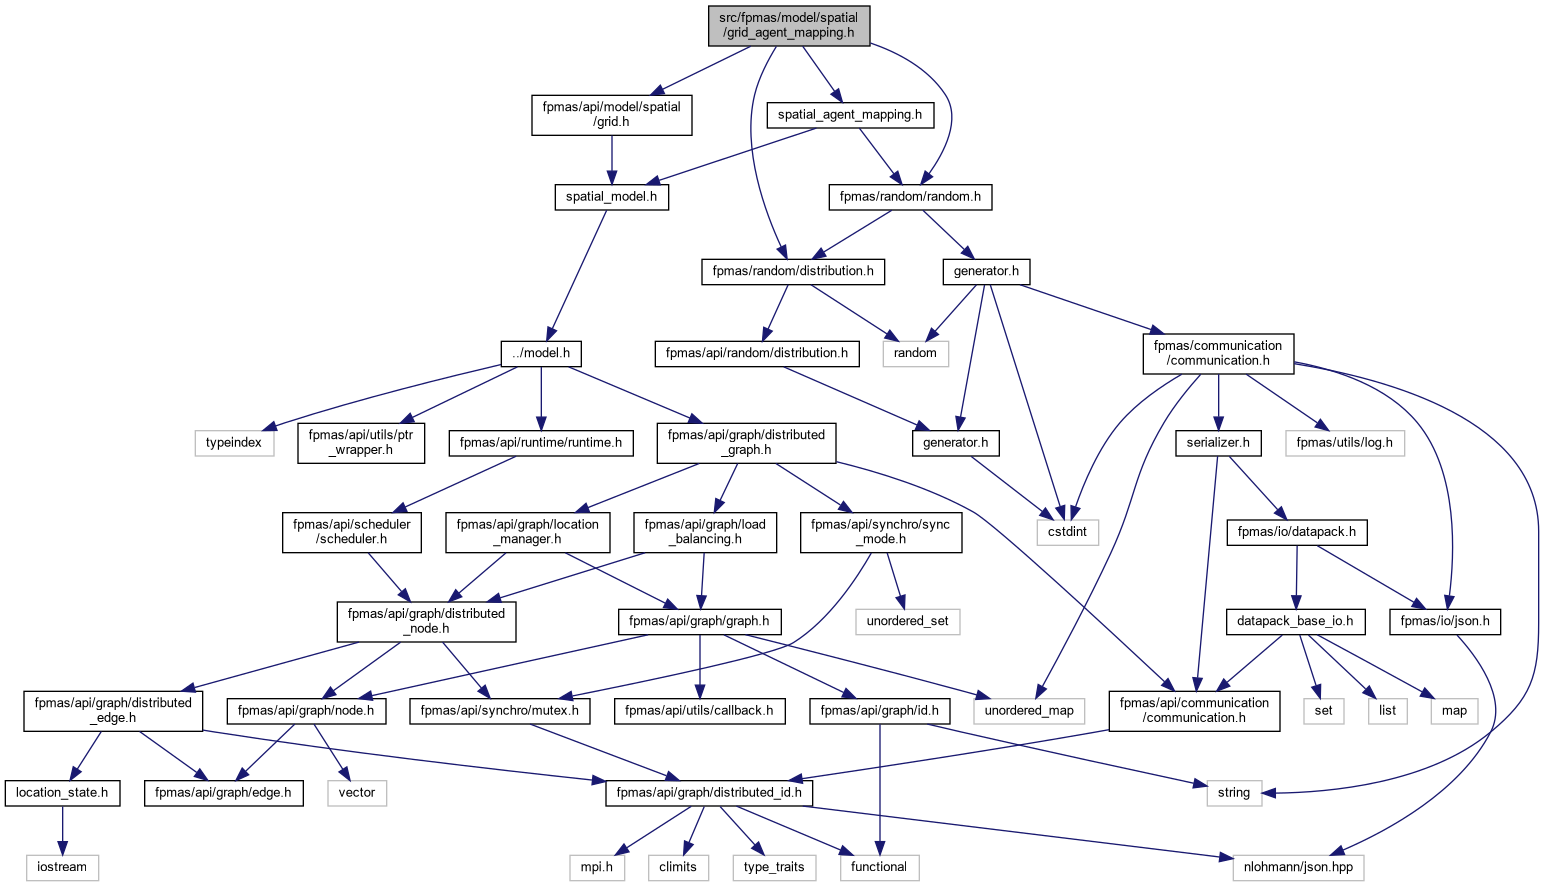 src/fpmas/model/spatial
/grid_agent_mapping.h
fpmas/api/model/spatial
/grid.h
spatial_agent_mapping.h
spatial_model.h
fpmas/random/random.h
fpmas/random/distribution.h
generator.h
../model.h
fpmas/api/random/distribution.h
random
fpmas/communication
/communication.h
typeindex
fpmas/api/utils/ptr
_wrapper.h
fpmas/api/runtime/runtime.h
fpmas/api/graph/distributed
_graph.h
generator.h
serializer.h
fpmas/utils/log.h
fpmas/api/scheduler
/scheduler.h
fpmas/api/graph/location
_manager.h
fpmas/api/graph/load
_balancing.h
fpmas/api/synchro/sync
_mode.h
cstdint
fpmas/io/datapack.h
fpmas/api/graph/distributed
_node.h
fpmas/api/graph/graph.h
unordered_set
datapack_base_io.h
fpmas/io/json.h
fpmas/api/graph/distributed
_edge.h
fpmas/api/graph/node.h
fpmas/api/synchro/mutex.h
fpmas/api/utils/callback.h
fpmas/api/graph/id.h
unordered_map
fpmas/api/communication
/communication.h
set
list
map
location_state.h
fpmas/api/graph/edge.h
vector
fpmas/api/graph/distributed_id.h
string
iostream
mpi.h
climits
type_traits
functional
nlohmann/json.hpp